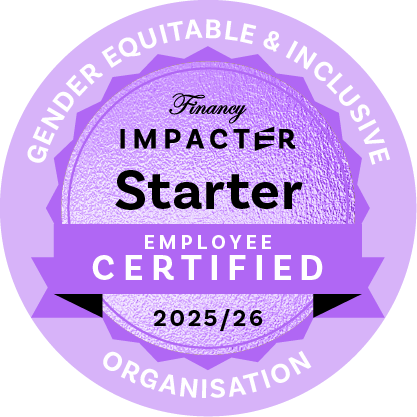 GENDER EQUITABLE & INCLUSIVE
Financy
IMPACTER
Starter
EMPLOYEE
CERTIFIED
2025/26
ORGANISATION